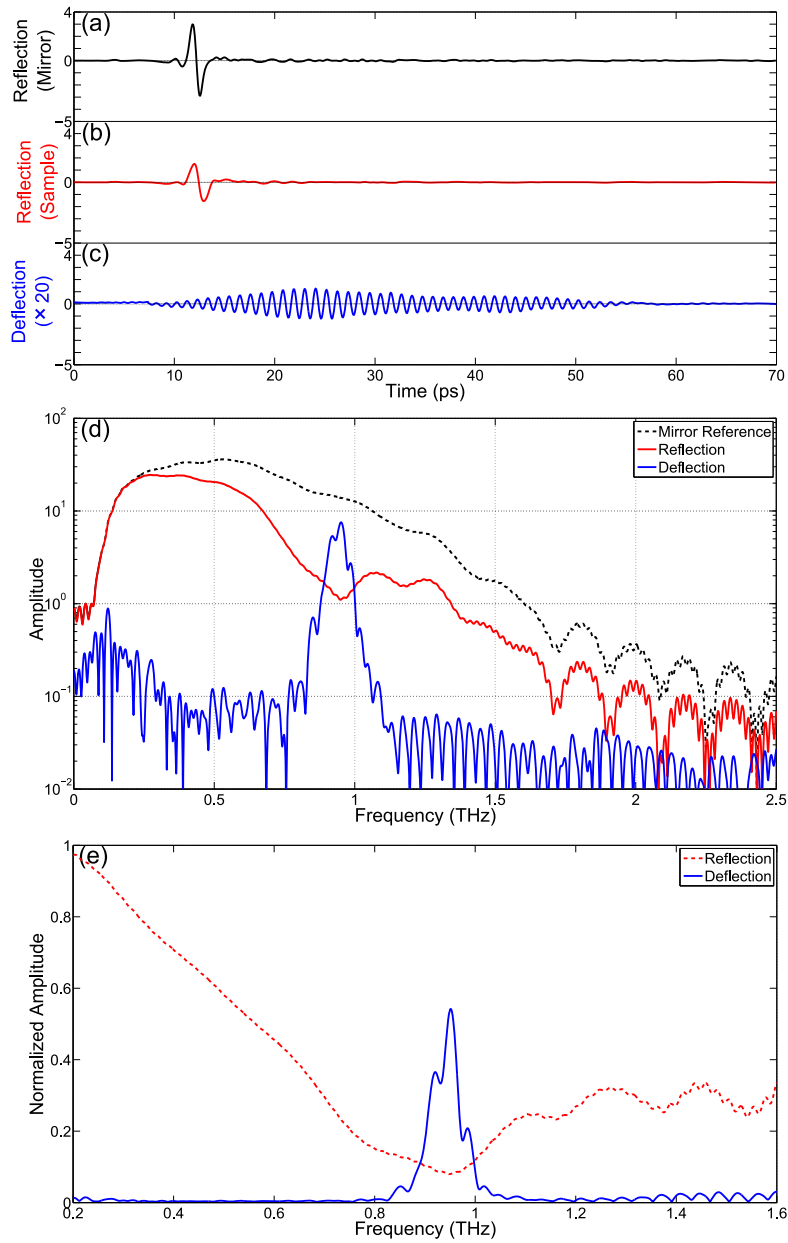 (a)
Reflection
(Mirror)
4
0
−5
(b)
Reflection
(Sample)
4
0
−5
(c)
Deflection
(× 20)
4
0
−5
0 10 20 30 40 50 60 70
Time (ps)
(d)
Mirror Reference
Reflection
Deflection
Amplitude
10^2
10^1
10^0
10^−1
10^−2
0 0.5 1 1.5 2 2.5
Frequency (THz)
(e)
Reflection
Deflection
Normalized Amplitude
1
0.8
0.6
0.4
0.2
0
0.2 0.4 0.6 0.8 1 1.2 1.4 1.6
Frequency (THz)